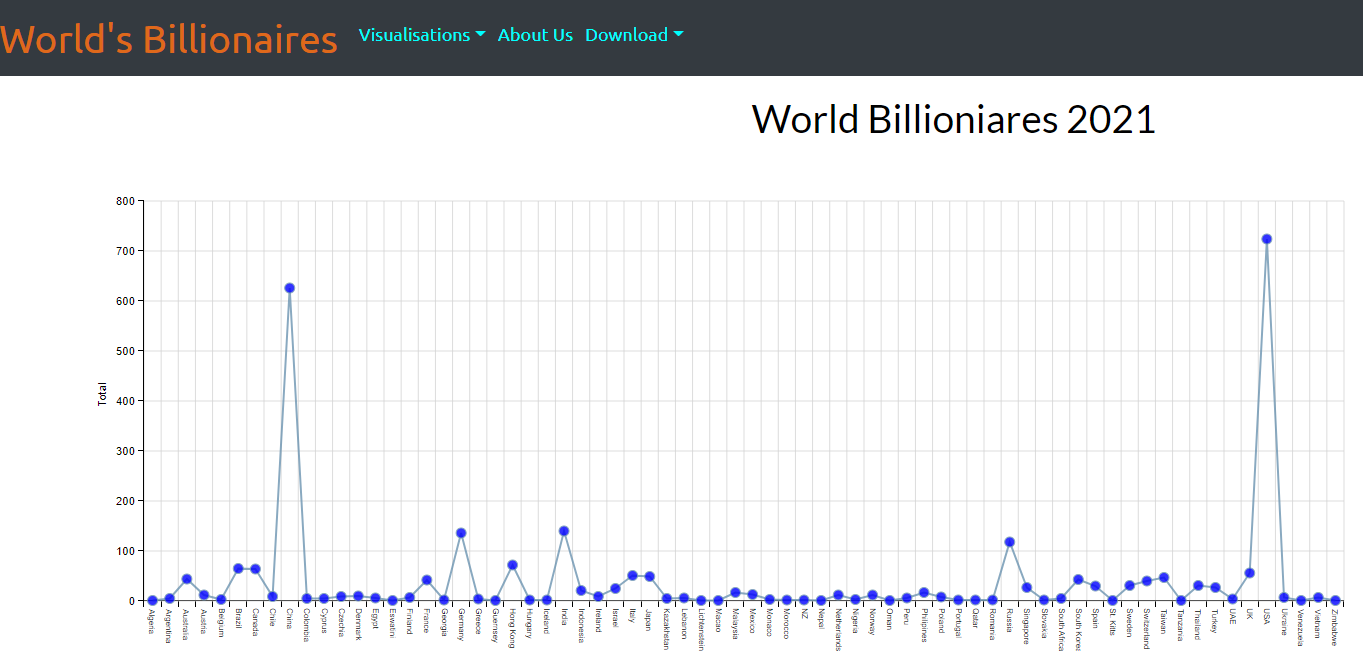 World's Billionaires Visualisations About Us Download
World Billioniares 2021
800
700
600
500
400
300
200
100
0
Total
Algeria
Argentina
Australia
Austria
Belgium
Brazil
Canada
Chile
China
Colombia
Cyprus
Czechia
Denmark
Egypt
Eswatini
Finland
France
Georgia
Germany
Greece
Guernsey
Hong Kong
Hungary
Iceland
India
Indonesia
Ireland
Israel
Italy
Japan
Kazakhstan
Lebanon
Lichtenstein
Macao
Malaysia
Mexico
Monaco
Morocco
NZ
Nepal
Netherlands
Nigeria
Norway
Oman
Peru
Philipines
Poland
Portugal
Qatar
Romania
Russia
Singapore
Slovakia
South Africa
South Korea
Spain
St. Kitts
Sweden
Switzerland
Taiwan
Tanzania
Thailand
Turkey
UAE
UK
USA
Ukraine
Venezuela
Vietnam
Zimbabwe